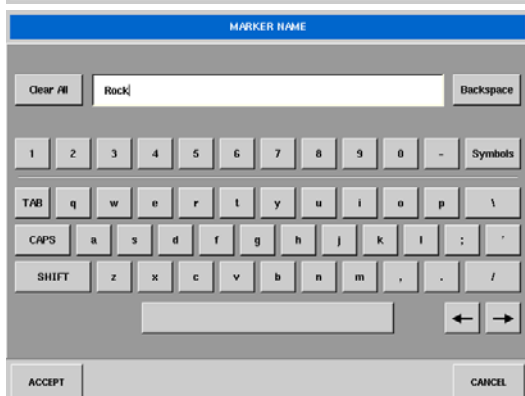 MARKER NAME
Clear All Rock Backspace
1 2 3 4 5 6 7 8 9 0 - Symbols
TAB q w e r t y u i o p \
CAPS a s d f g h j k l ; '
SHIFT z x c v b n m , . /
← →
ACCEPT CANCEL